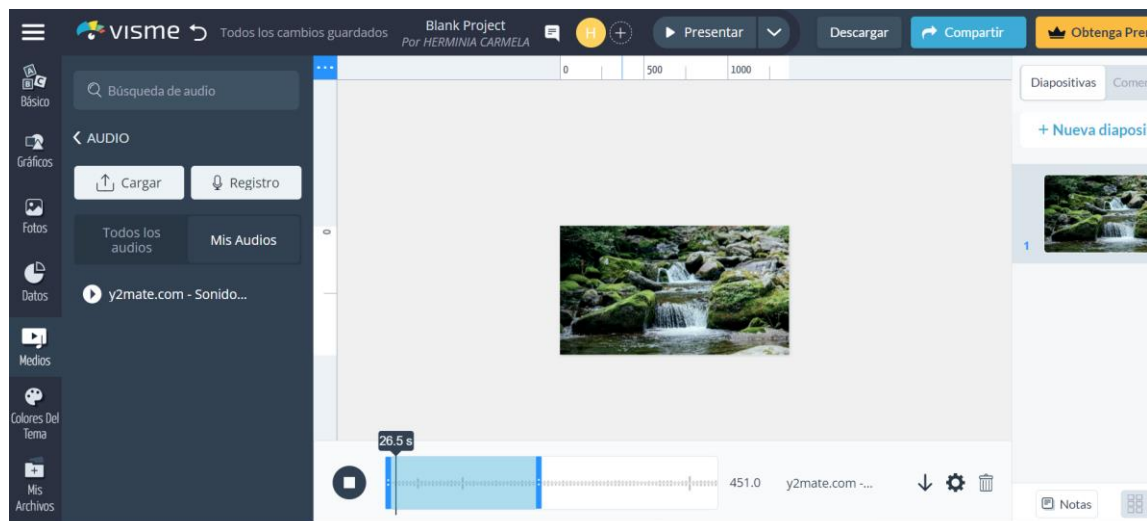 visme
Todos los cambios guardados
Blank Project
Por HERMINIA CARMELA
H
Presentar
Descargar
Compartir
Obtenga Pre
Básico
Gráficos
Fotos
Datos
Medios
Colores Del
Tema
Mis
Archivos
Búsqueda de audio
AUDIO
Cargar
Registro
Todos los
audios
Mis Audios
y2mate.com - Sonido...
0
500
1000
0
26.5 s
451.0
y2mate.com -...
Diapositivas
Comen
+ Nueva diaposi
1
Notas